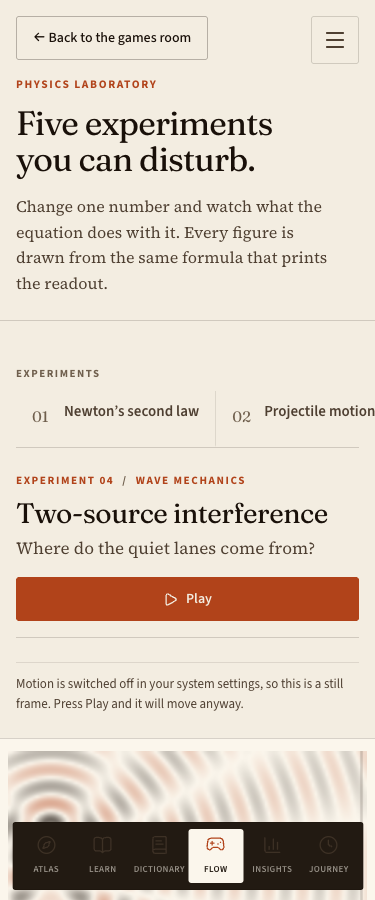 ← Back to the games room
PHYSICS LABORATORY
Five experiments
you can disturb.
Change one number and watch what the
equation does with it. Every figure is
drawn from the same formula that prints
the readout.
EXPERIMENTS
01 Newton’s second law 02 Projectile motion
EXPERIMENT 04 / WAVE MECHANICS
Two-source interference
Where do the quiet lanes come from?
Play
Motion is switched off in your system settings, so this is a still
frame. Press Play and it will move anyway.
ATLAS LEARN DICTIONARY FLOW INSIGHTS JOURNEY